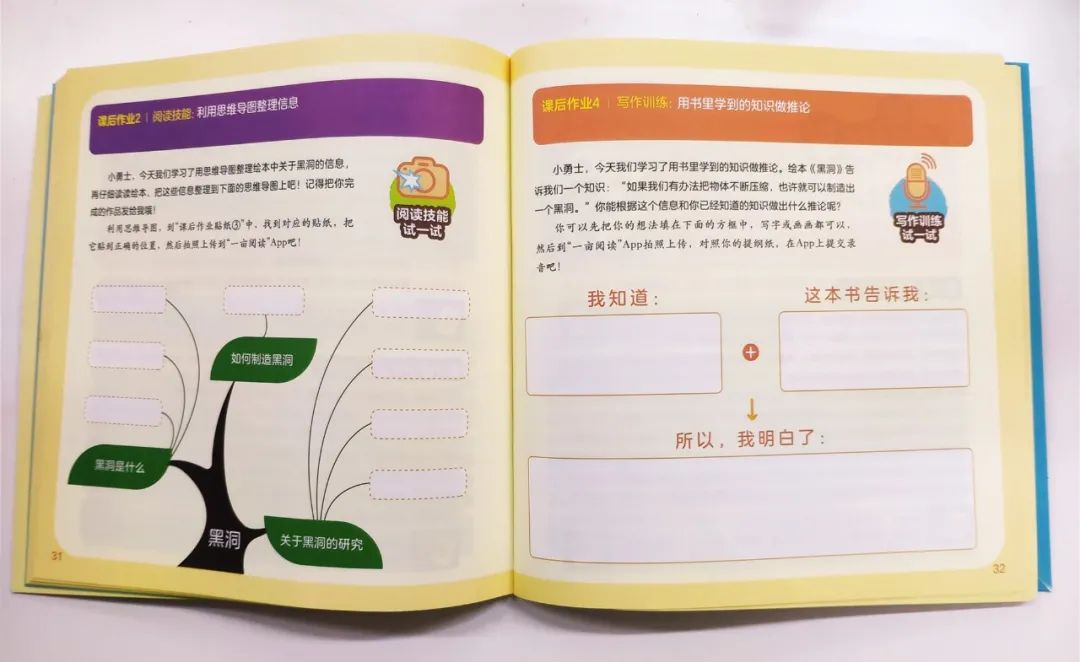 课后作业2 | 阅读技能: 利用思维导图整理信息
小勇士，今天我们学习了用思维导图整理绘本中关于黑洞的信息，
再仔细读读绘本，把这些信息整理到下面的思维导图上吧！记得把你完
成的作品发给我哦！
利用思维导图，到“课后作业贴纸③”中，找到对应的贴纸，把
它贴到正确的位置，然后拍照上传到“一亩阅读”App吧！
阅读技能
试一试
如何制造黑洞
黑洞是什么
黑洞
关于黑洞的研究
31
课后作业4 | 写作训练: 用书里学到的知识做推论
小勇士，今天我们学习了用书里学到的知识做推论。绘本《黑洞》告
诉我们一个知识：“如果我们有办法把物体不断压缩，也许就可以制造出
一个黑洞。”你能根据这个信息和你已经知道的知识做出什么推论呢？
你可以先把你的想法填在下面的方框中，写字或画画都可以，
然后到“一亩阅读”App拍照上传，对照你的提纲纸，在App上提交录
音吧！
写作训练
试一试
我知道：
这本书告诉我：
所以，我明白了：
32